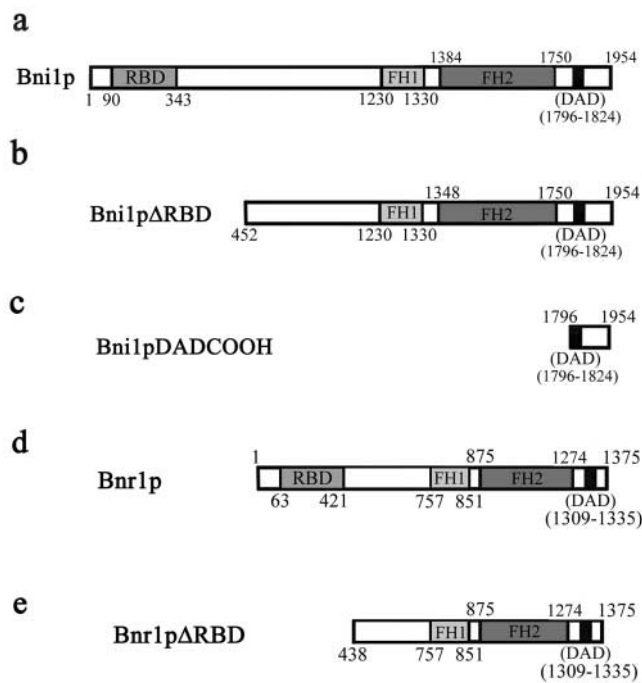 a
1384 1750 1954
Bni1p RBD FH1 FH2
1 90 343 1230 1330 (DAD)
(1796-1824)
b
1348 1750 1954
Bni1pΔRBD FH1 FH2
452 1230 1330 (DAD)
(1796-1824)
c
1796 1954
Bni1pDADCOOH
(DAD)
(1796-1824)
d
1 875 1274 1375
Bnr1p RBD FH1 FH2
63 421 757 851 (DAD)
(1309-1335)
e
875 1274 1375
Bnr1pΔRBD FH1 FH2
438 757 851 (DAD)
(1309-1335)